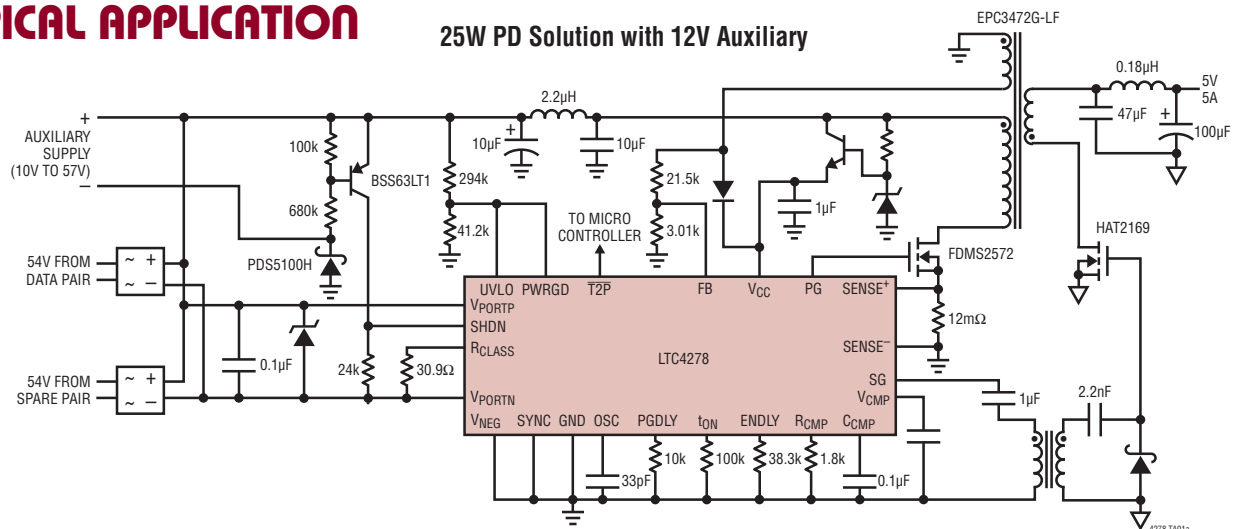 PICAL APPLICATION
25W PD Solution with 12V Auxiliary
EPC3472G-LF
+
AUXILIARY
SUPPLY
(10V TO 57V)
–
100k
680k
BSS63LT1
PDS5100H
54V FROM
DATA PAIR
~ +
~ –
54V FROM
SPARE PAIR
~ +
~ –
0.1µF
24k
30.9Ω
294k
41.2k
+
10µF
2.2µH
10µF
TO MICRO
CONTROLLER
21.5k
3.01k
1µF
0.18µH
5V
5A
47µF
+
100µF
FDMS2572
HAT2169
12mΩ
UVLO PWRGD T2P FB VCC PG SENSE+
VPORTP
SHDN
RCLASS
LTC4278
SENSE–
SG
VCMP
VPORTN
VNEG SYNC GND OSC PGDLY tON ENDLY RCMP CCMP
33pF
10k
100k
38.3k
1.8k
0.1µF
1µF
2.2nF
4278 TA01a